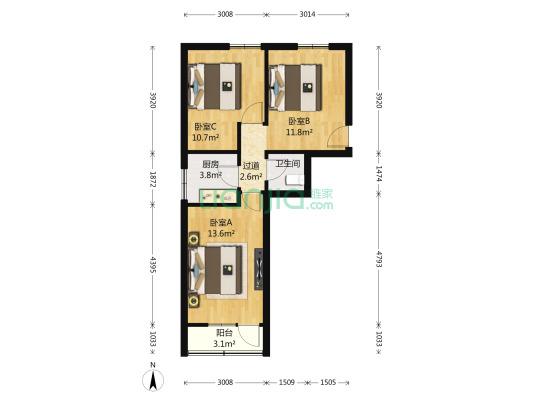 3008 3014
3920
卧室C
10.7m²
卧室B
11.8m²
3920
1872
厨房
3.8m²
过道
2.6m²
卫生间
1474
lianjia.com
链家
4395
卧室A
13.6m²
4793
1033
阳台
3.1m²
1033
N
3008 1509 1505